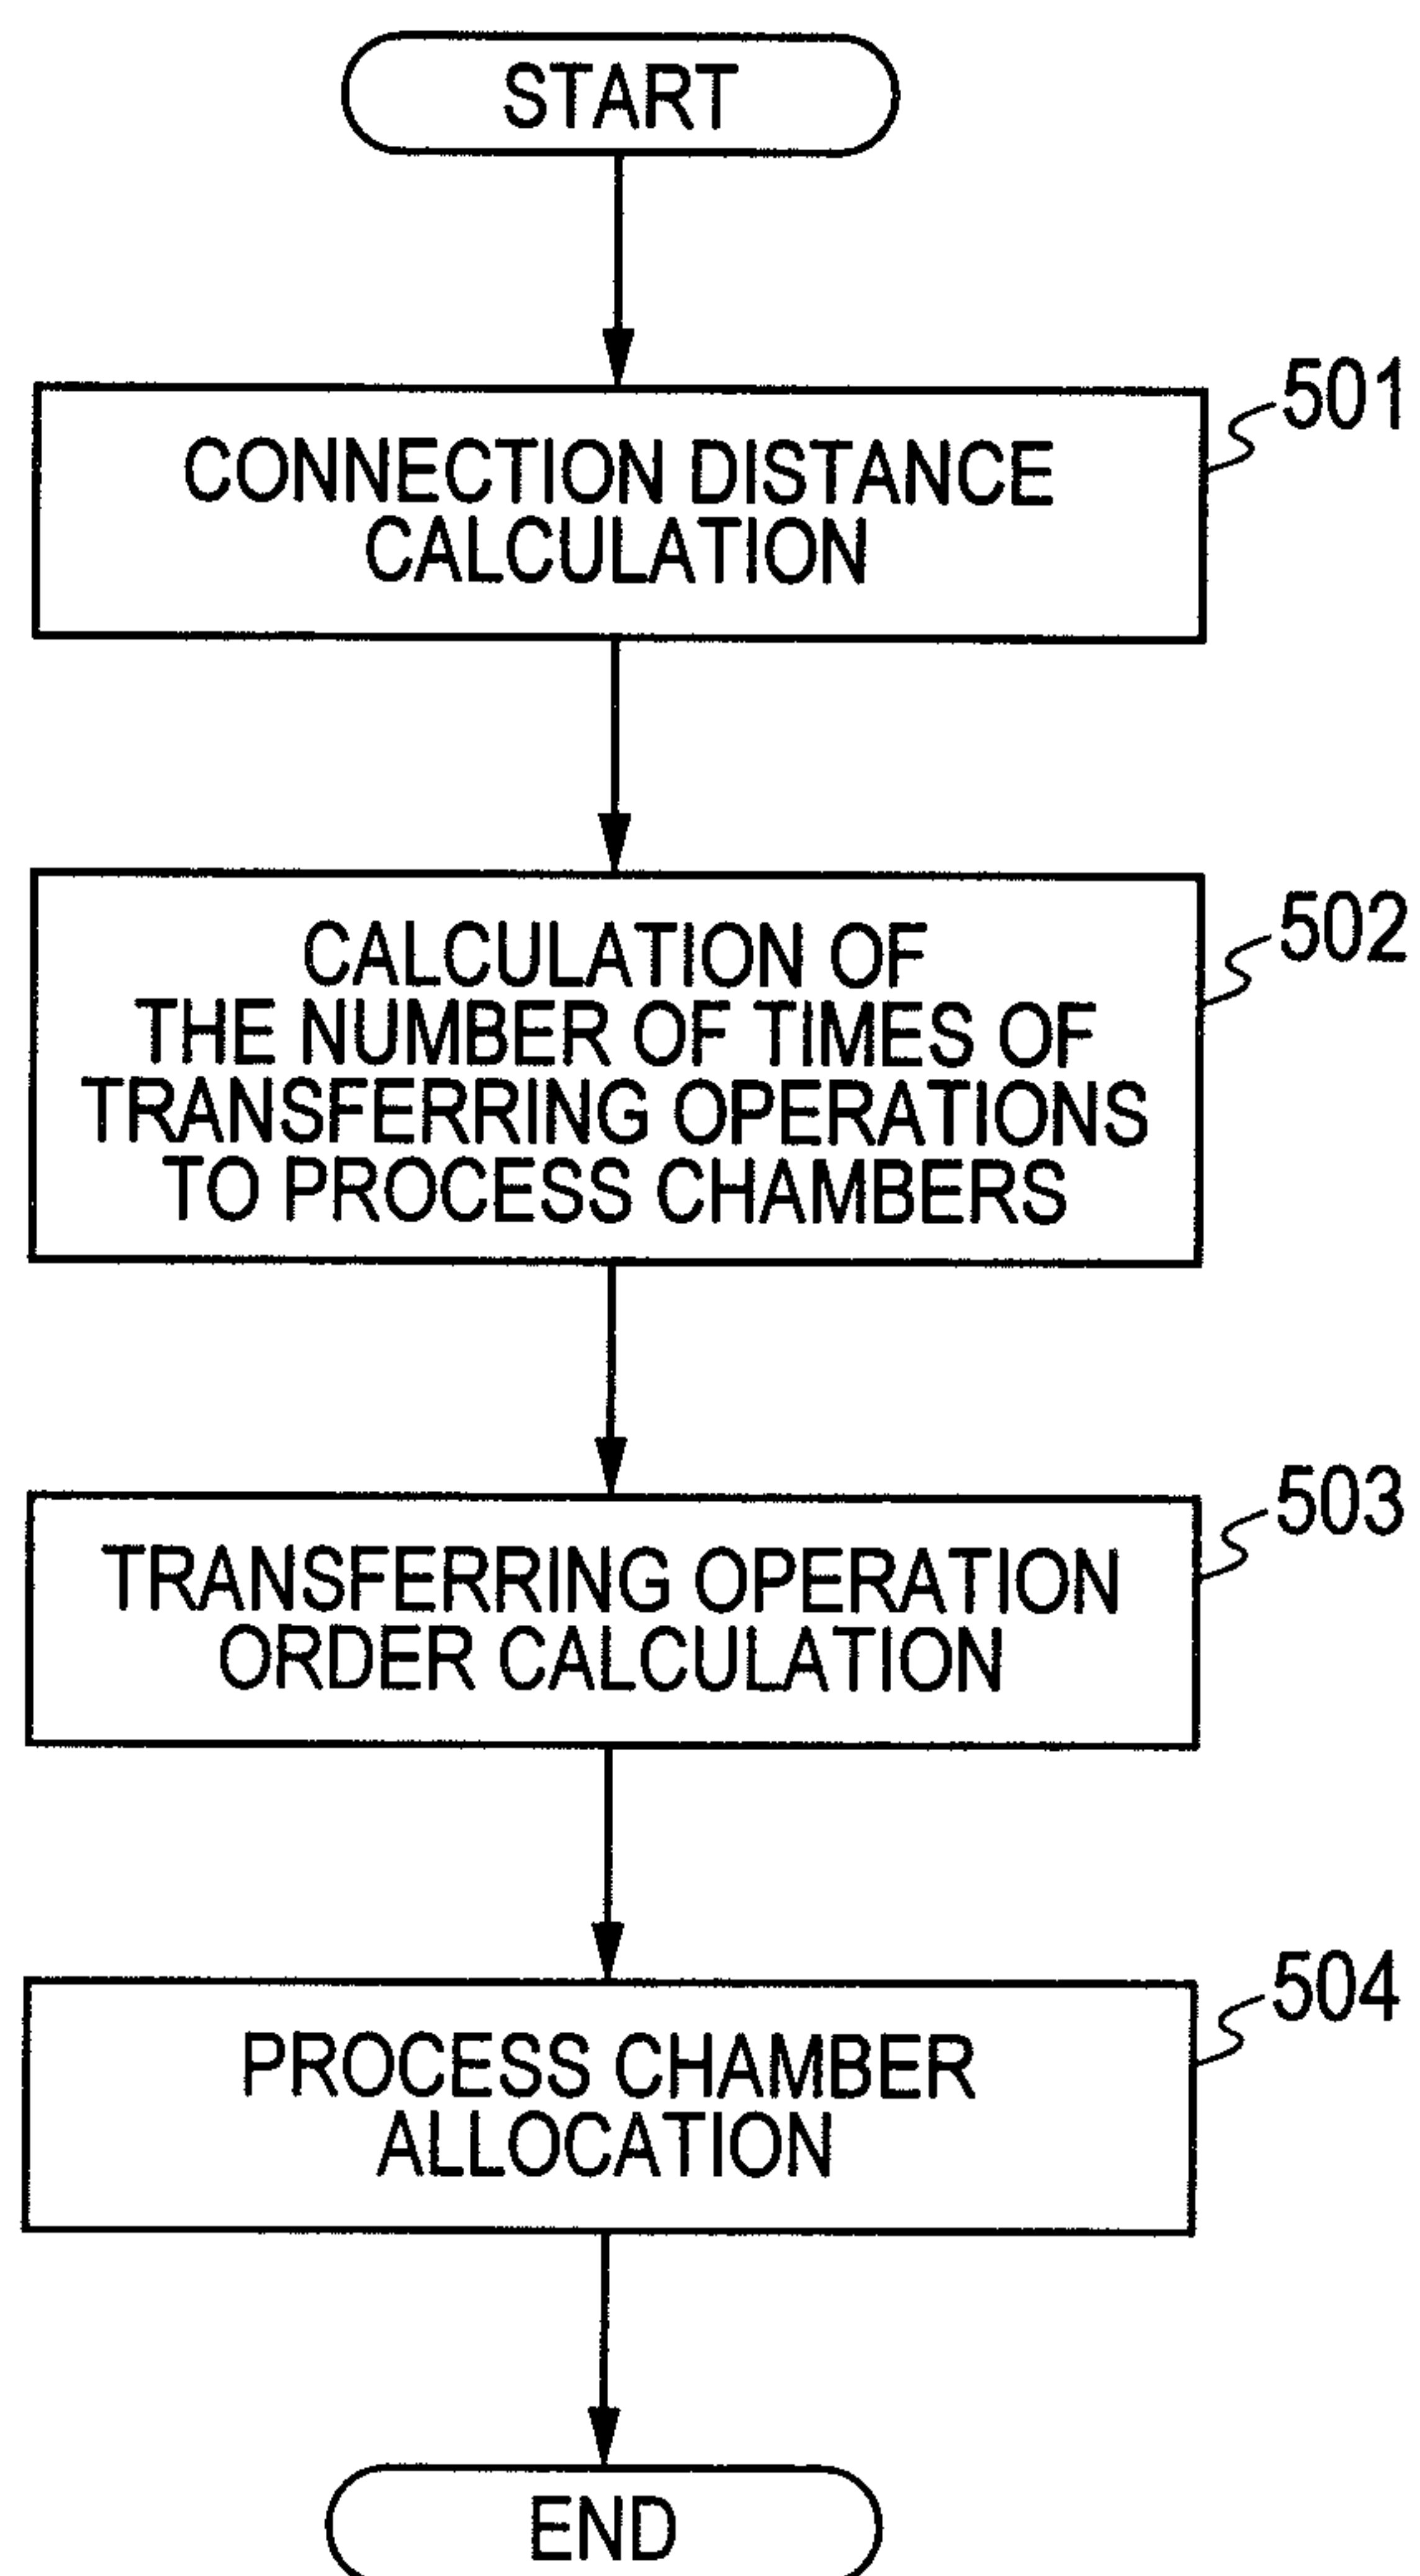 START
501
CONNECTION DISTANCE
CALCULATION
502
CALCULATION OF
THE NUMBER OF TIMES OF
TRANSFERRING OPERATIONS
TO PROCESS CHAMBERS
503
TRANSFERRING OPERATION
ORDER CALCULATION
504
PROCESS CHAMBER
ALLOCATION
END